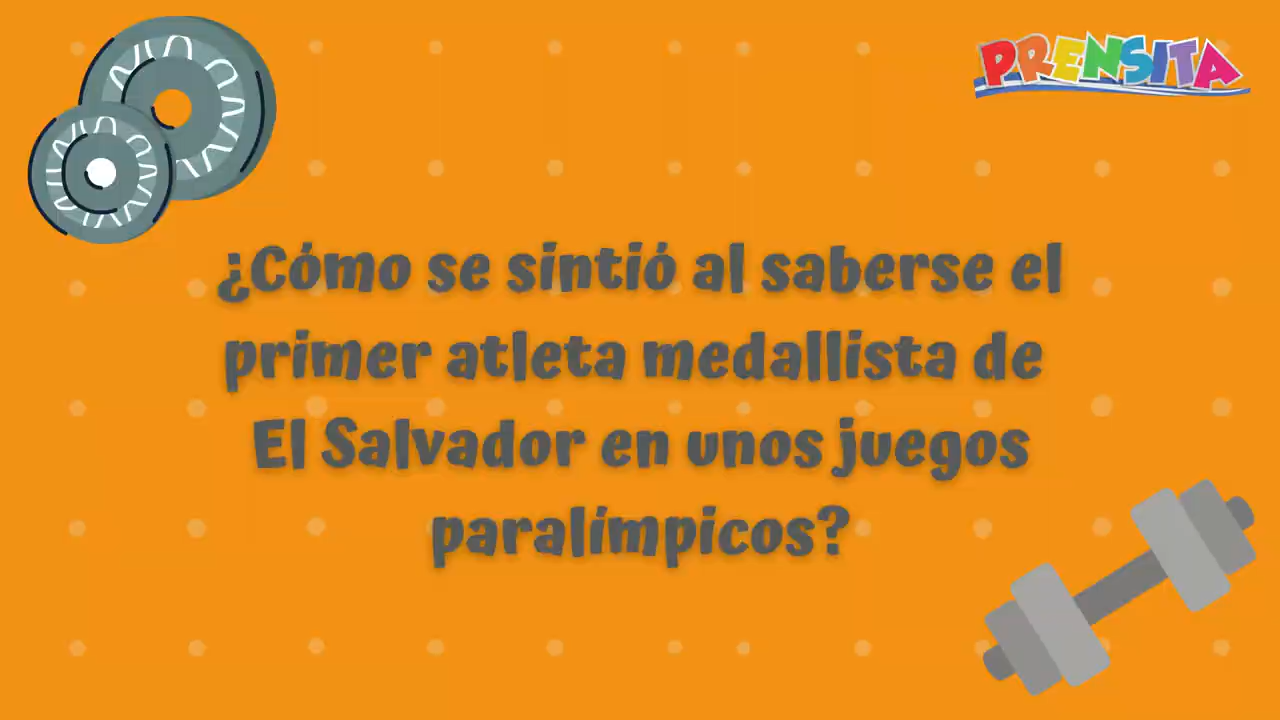 PRENSITA
¿Cómo se sintió al saberse el
primer atleta medallista de
El Salvador en unos juegos
paralímpicos?